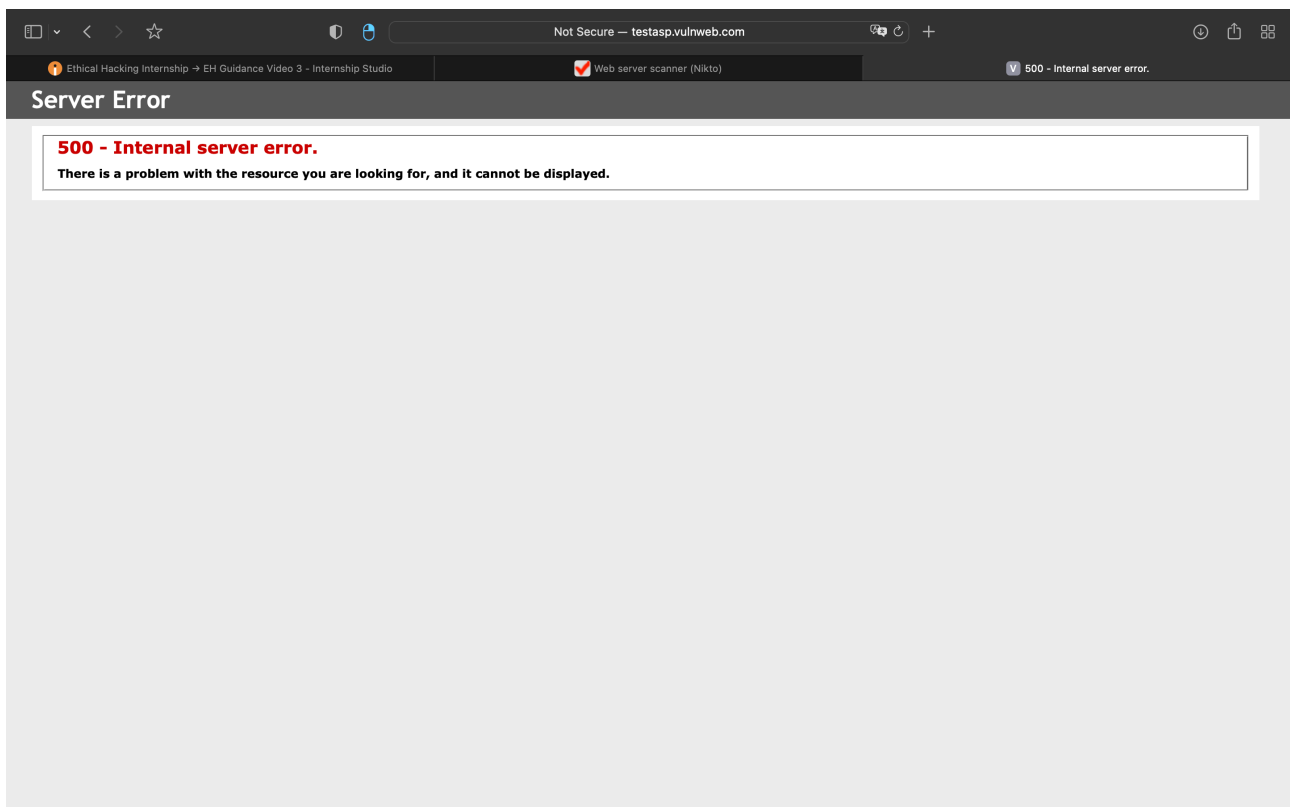 Not Secure — testasp.vulnweb.com
Ethical Hacking Internship → EH Guidance Video 3 - Internship Studio
Web server scanner (Nikto)
V 500 - Internal server error.
Server Error
500 - Internal server error.
There is a problem with the resource you are looking for, and it cannot be displayed.